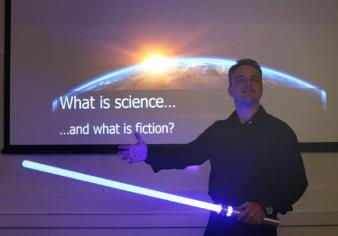 What is science...
...and what is fiction?